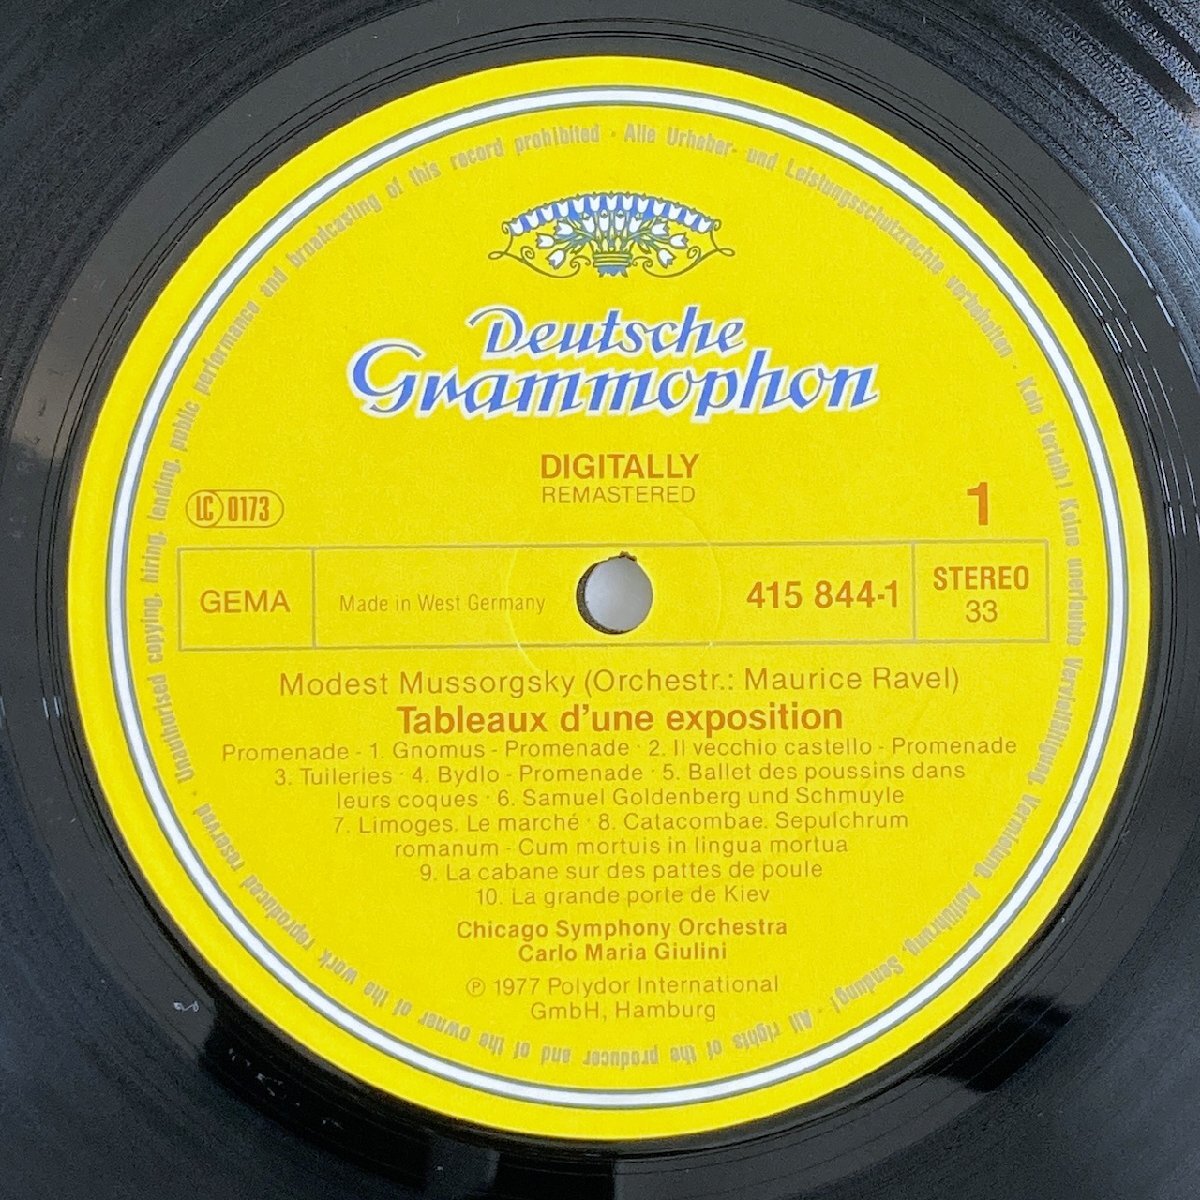 Deutsche
Grammophon
DIGITALLY
REMASTERED
LC 0173
1
GEMA
Made in West Germany
415 844-1
STEREO
33
Modest Mussorgsky (Orchestr.: Maurice Ravel)
Tableaux d'une exposition
Promenade - 1. Gnomus - Promenade · 2. Il vecchio castello - Promenade
3. Tuileries · 4. Bydlo - Promenade · 5. Ballet des poussins dans
leurs coques · 6. Samuel Goldenberg und Schmuyle
7. Limoges. Le marché · 8. Catacombae. Sepulchrum
romanum - Cum mortuis in lingua mortua
9. La cabane sur des pattes de poule
10. La grande porte de Kiev
Chicago Symphony Orchestra
Carlo Maria Giulini
℗ 1977 Polydor International
GmbH, Hamburg
Alle Urheber- und Leistungsschutzrechte vorbehalten · Kein Verleih! Keine unerlaubte Vervielfältigung, Vermietung, Aufführung, Sendung! · All rights of the producer and of the owner of the work reproduced reserved · Unauthorised copying, hiring, lending, public performance and broadcasting of this record prohibited ·